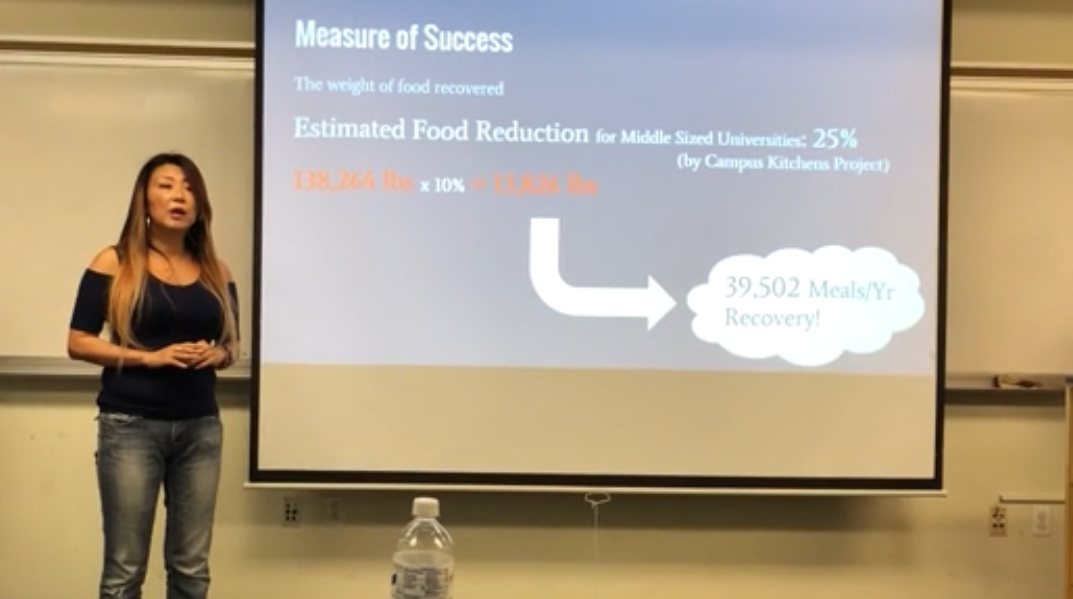 Measure of Success
The weight of food recovered
Estimated Food Reduction for Middle Sized Universities: 25%
(by Campus Kitchens Project)
138,264 lbs x 10% = 13,826 lbs
39,502 Meals/Yr
Recovery!